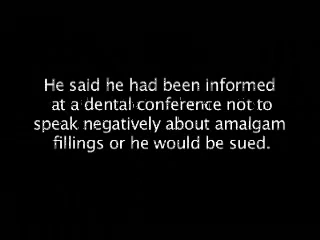 He said he had been informed
at a dental conference not to
speak negatively about amalgam
fillings or he would be sued.